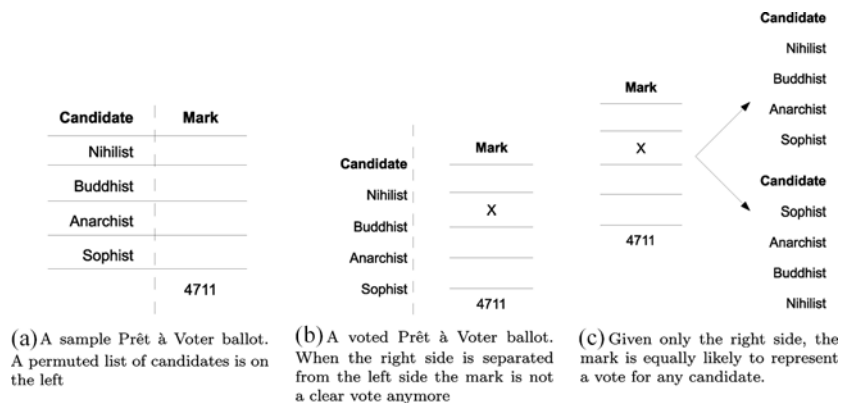 Candidate Mark
Nihilist
Buddhist
Anarchist
Sophist
4711
(a) A sample Prêt à Voter ballot.
A permuted list of candidates is on
the left
Candidate
Mark
Nihilist
X
Buddhist
Anarchist
Sophist
4711
(b) A voted Prêt à Voter ballot.
When the right side is separated
from the left side the mark is not
a clear vote anymore
Mark
X
4711
Candidate
Nihilist
Buddhist
Anarchist
Sophist
Candidate
Sophist
Anarchist
Buddhist
Nihilist
(c) Given only the right side, the
mark is equally likely to represent
a vote for any candidate.